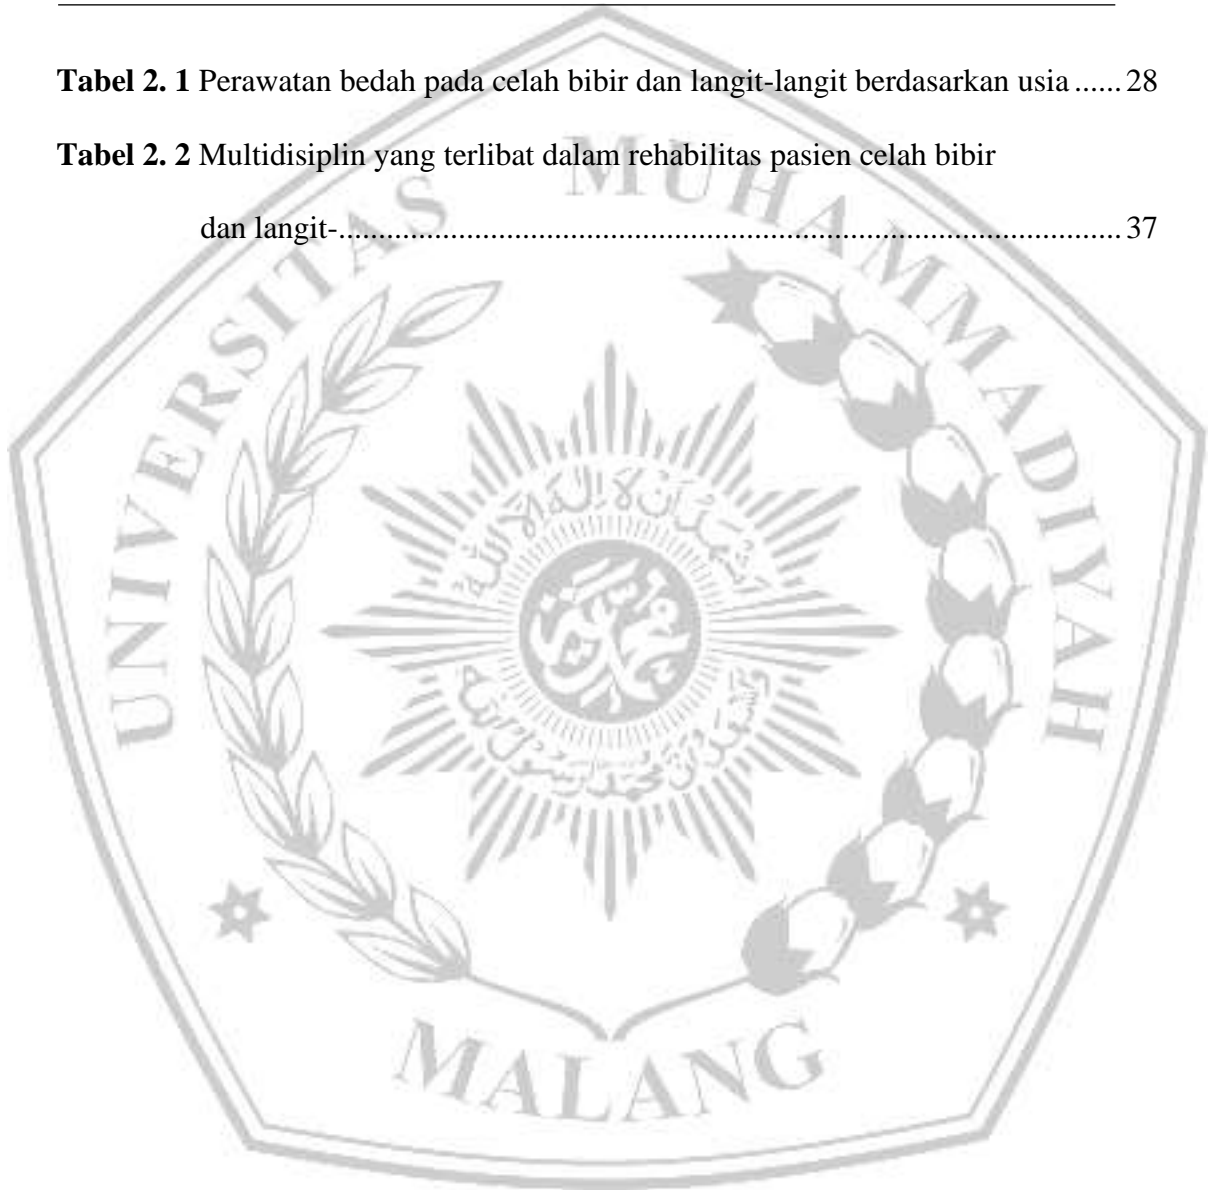 Tabel 2. 1 Perawatan bedah pada celah bibir dan langit-langit berdasarkan usia ...... 28
Tabel 2. 2 Multidisiplin yang terlibat dalam rehabilitas pasien celah bibir
dan langit-.................................................................................................. 37
UNIVERSITAS MUHAMMADIYAH
MALANG